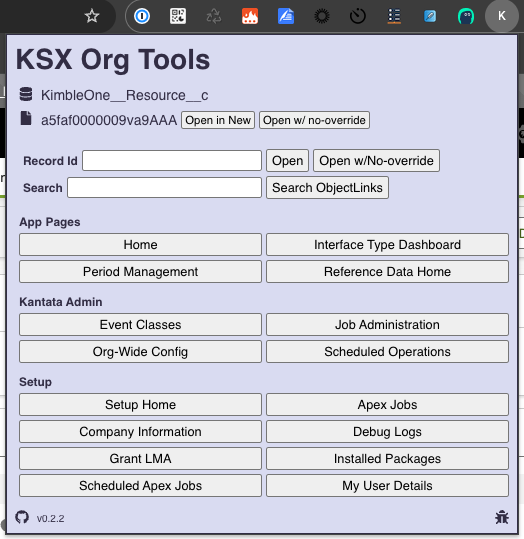 K
KSX Org Tools
KimbleOne__Resource__c
a5faf0000009va9AAA Open in New Open w/ no-override
Record Id Open Open w/No-override
Search Search ObjectLinks
App Pages
Home Interface Type Dashboard
Period Management Reference Data Home
Kantata Admin
Event Classes Job Administration
Org-Wide Config Scheduled Operations
Setup
Setup Home Apex Jobs
Company Information Debug Logs
Grant LMA Installed Packages
Scheduled Apex Jobs My User Details
v0.2.2